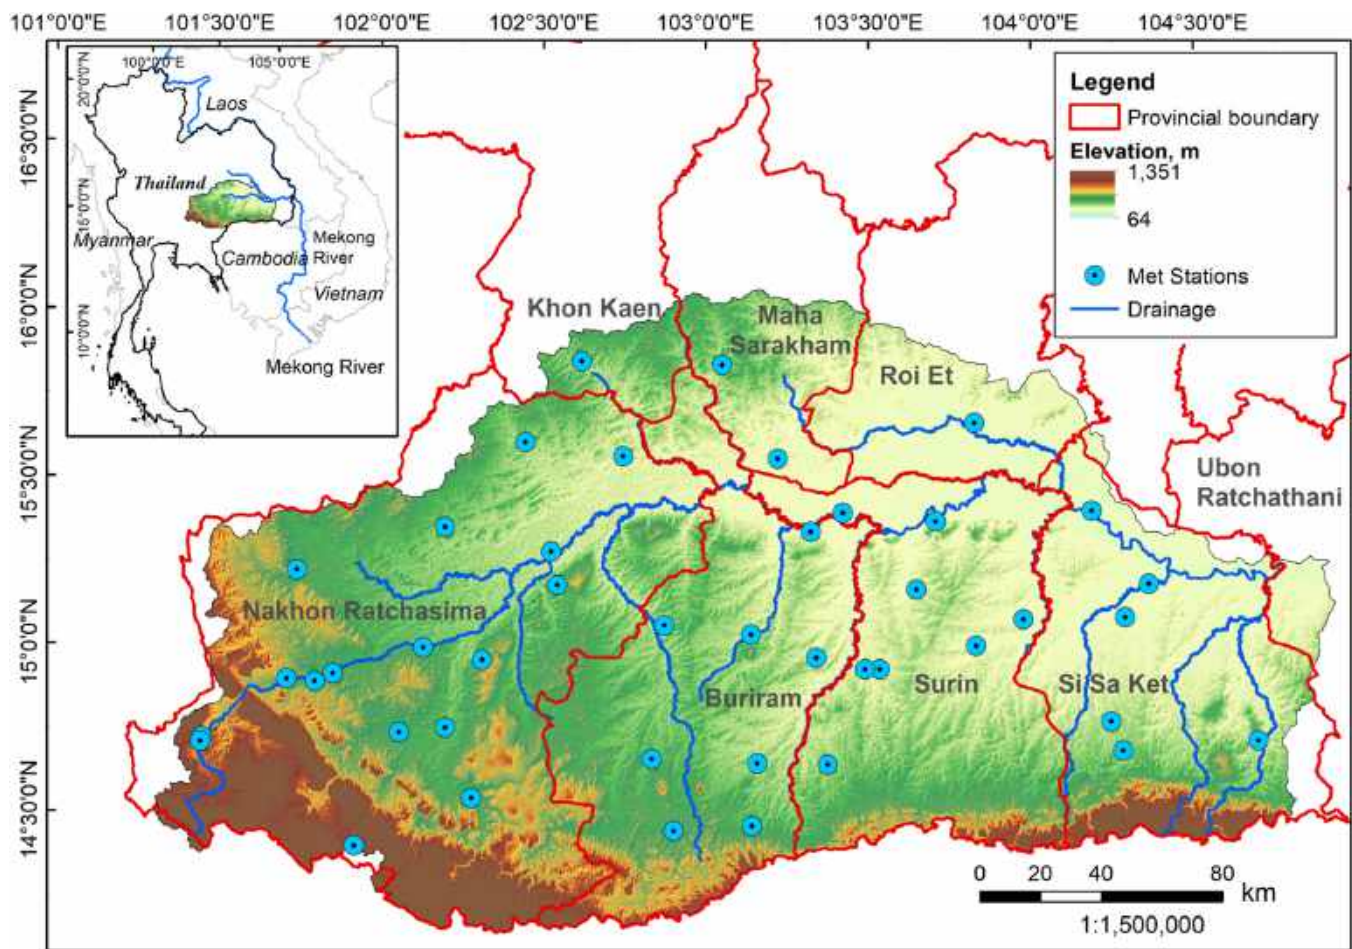 101°0'0"E
101°30'0"E
102°0'0"E
102°30'0"E
103°0'0"E
103°30'0"E
104°0'0"E
104°30'0"E
16°30'0"N
16°0'0"N
15°30'0"N
15°0'0"N
14°30'0"N
100°0'0"E
105°0'0"E
20°0'0"N
15°0'0"N
10°0'0"N
Laos
Thailand
Myanmar
Cambodia
Mekong
River
Vietnam
Mekong River
Legend
Provincial boundary
Elevation, m
1,351
64
Met Stations
Drainage
Khon Kaen
Maha
Sarakham
Roi Et
Ubon
Ratchathani
Nakhon Ratchasima
Buriram
Surin
Si Sa Ket
0 20 40 80
km
1:1,500,000